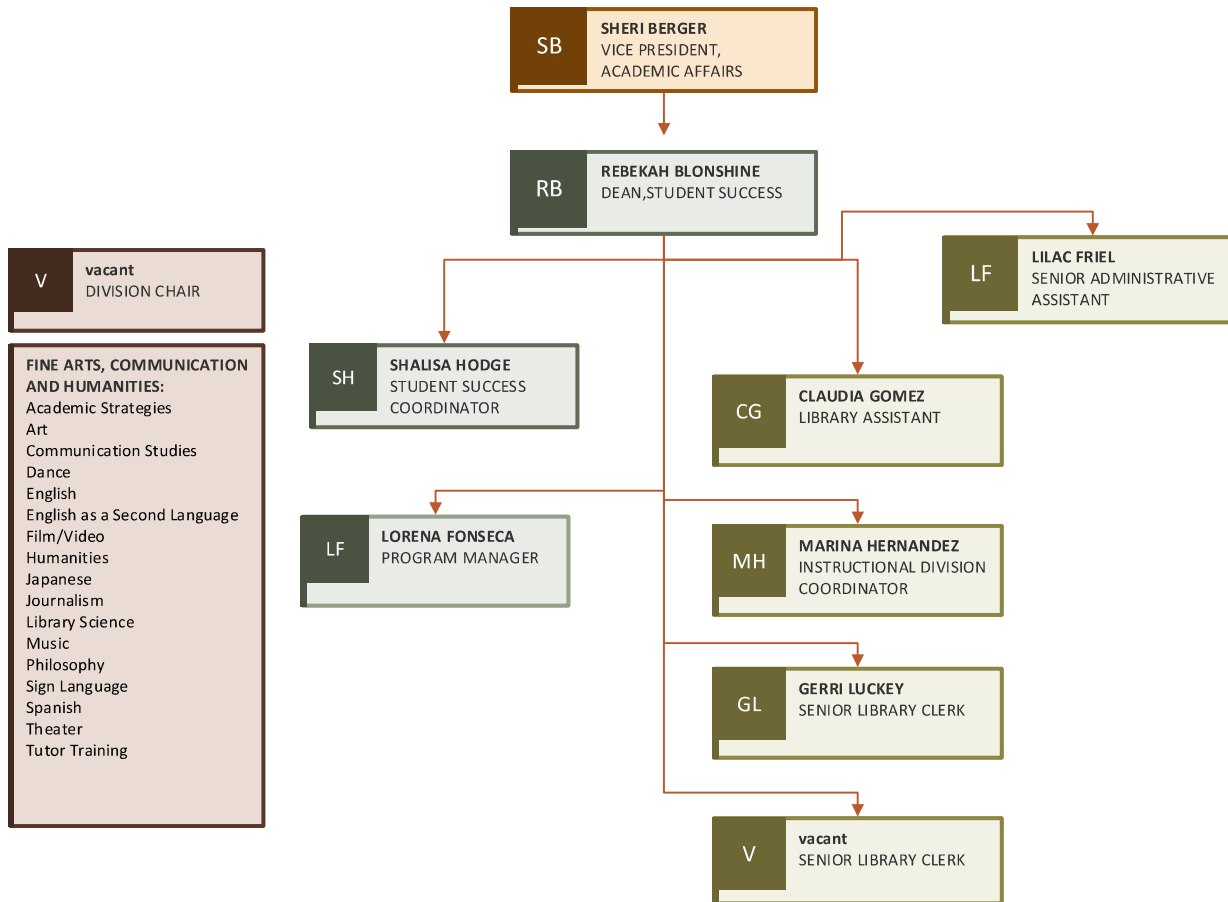 SB
SHERI BERGER
VICE PRESIDENT,
ACADEMIC AFFAIRS
RB
REBEKAH BLONSHINE
DEAN,STUDENT SUCCESS
LF
LILAC FRIEL
SENIOR ADMINISTRATIVE
ASSISTANT
V
vacant
DIVISION CHAIR
FINE ARTS, COMMUNICATION
AND HUMANITIES:
Academic Strategies
Art
Communication Studies
Dance
English
English as a Second Language
Film/Video
Humanities
Japanese
Journalism
Library Science
Music
Philosophy
Sign Language
Spanish
Theater
Tutor Training
SH
SHALISA HODGE
STUDENT SUCCESS
COORDINATOR
CG
CLAUDIA GOMEZ
LIBRARY ASSISTANT
LF
LORENA FONSECA
PROGRAM MANAGER
MH
MARINA HERNANDEZ
INSTRUCTIONAL DIVISION
COORDINATOR
GL
GERRI LUCKEY
SENIOR LIBRARY CLERK
V
vacant
SENIOR LIBRARY CLERK